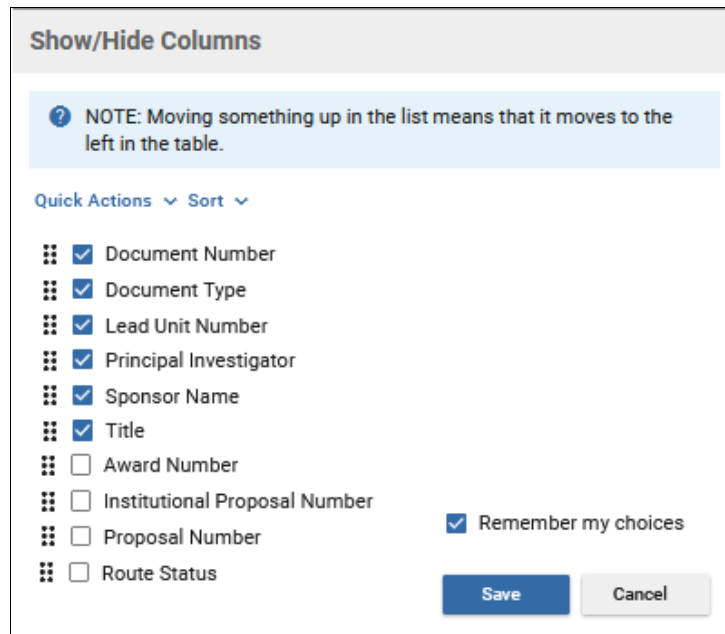 Show/Hide Columns
NOTE: Moving something up in the list means that it moves to the
left in the table.
Quick Actions Sort
Document Number
Document Type
Lead Unit Number
Principal Investigator
Sponsor Name
Title
Award Number
Institutional Proposal Number
Proposal Number
Route Status
Remember my choices
Save Cancel